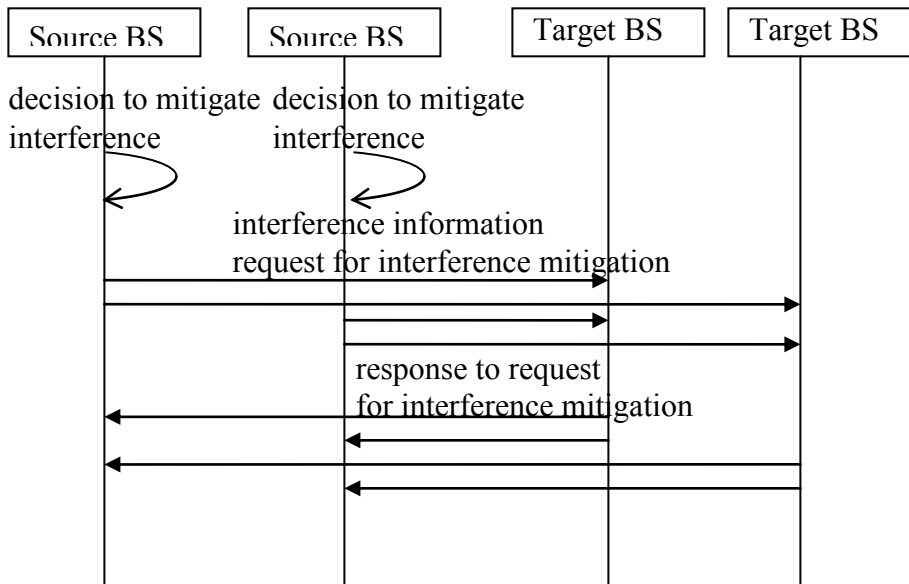 Source BS
Source BS
Target BS
Target BS
decision to mitigate
interference
decision to mitigate
interference
interference information
request for interference mitigation
response to request
for interference mitigation